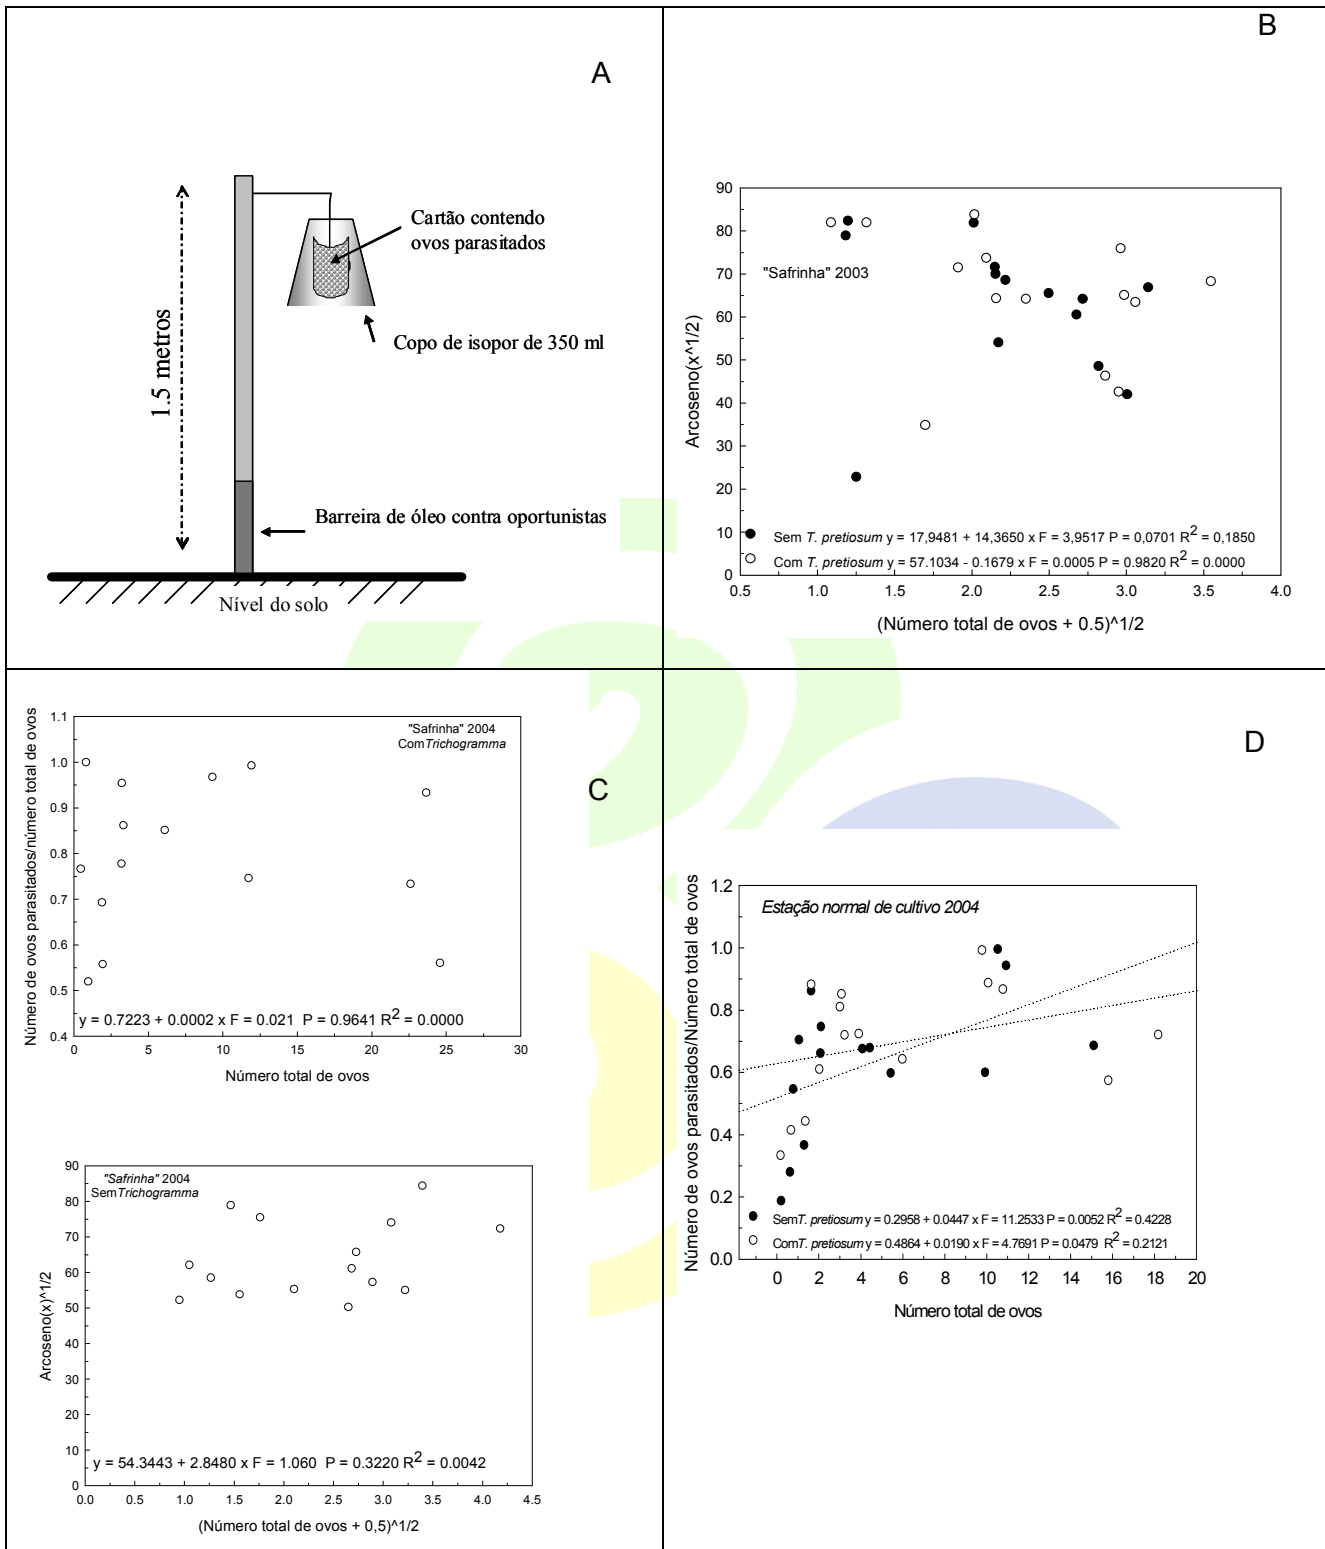 A
Cartão contendo
ovos parasitados
Copo de isopor de 350 ml
1.5 metros
Barreira de óleo contra oportunistas
Nível do solo
B
90
80
70
60
50
40
30
20
10
0
"Safrinha" 2003
Arcoseno(x^1/2)
Sem T. pretiosum y = 17,9481 + 14,3650 x F = 3,9517 P = 0,0701 R2 = 0,1850
Com T. pretiosum y = 57.1034 - 0.1679 x F = 0.0005 P = 0.9820 R2 = 0.0000
0.5 1.0 1.5 2.0 2.5 3.0 3.5 4.0
(Número total de ovos + 0.5)^1/2
C
1.1
1.0
0.9
0.8
0.7
0.6
0.5
0.4
"Safrinha" 2004
ComTrichogramma
Número de ovos parasitados/número total de ovos
y = 0.7223 + 0.0002 x F = 0.021 P = 0.9641 R2 = 0.0000
0 5 10 15 20 25 30
Número total de ovos
90
80
70
60
50
40
30
20
10
0
"Safrinha" 2004
SemTrichogramma
Arcoseno(x)^1/2
y = 54.3443 + 2.8480 x F = 1.060 P = 0.3220 R2 = 0.0042
0.0 0.5 1.0 1.5 2.0 2.5 3.0 3.5 4.0 4.5
(Número total de ovos + 0,5)^1/2
D
1.2
1.0
0.8
0.6
0.4
0.2
0.0
Estação normal de cultivo 2004
Número de ovos parasitados/Número total de ovos
SemT. pretiosum y = 0.2958 + 0.0447 x F = 11.2533 P = 0.0052 R2 = 0.4228
ComT. pretiosum y = 0.4864 + 0.0190 x F = 4.7691 P = 0.0479 R2 = 0.2121
0 2 4 6 8 10 12 14 16 18 20
Número total de ovos